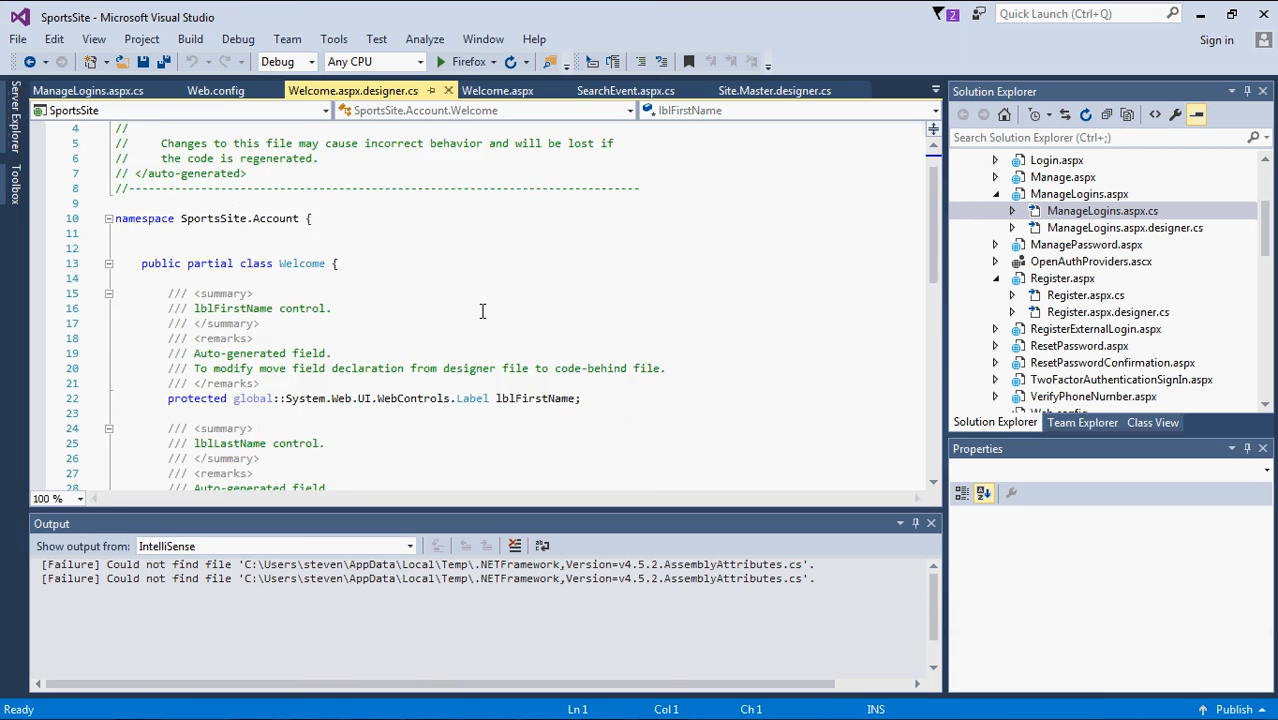 SportsSite - Microsoft Visual Studio
2
Quick Launch (Ctrl+Q)
File Edit View Project Build Debug Team Tools Test Analyze Window Help
Sign in
Debug Any CPU Firefox
ManageLogins.aspx.cs Web.config Welcome.aspx.designer.cs Welcome.aspx SearchEvent.aspx.cs Site.Master.designer.cs
SportsSite SportsSite.Account.Welcome lblFirstName
Server Explorer
Toolbox
4 //
5 // Changes to this file may cause incorrect behavior and will be lost if
6 // the code is regenerated.
7 // </auto-generated>
8 //------------------------------------------------------------------------------
9
10 namespace SportsSite.Account {
11
12
13 public partial class Welcome {
14
15 /// <summary>
16 /// lblFirstName control.
17 /// </summary>
18 /// <remarks>
19 /// Auto-generated field.
20 /// To modify move field declaration from designer file to code-behind file.
21 /// </remarks>
22 protected global::System.Web.UI.WebControls.Label lblFirstName;
23
24 /// <summary>
25 /// lblLastName control.
26 /// </summary>
27 /// <remarks>
28 /// Auto-generated field.
100 %
Solution Explorer
Search Solution Explorer (Ctrl+;)
Login.aspx
Manage.aspx
ManageLogins.aspx
ManageLogins.aspx.cs
ManageLogins.aspx.designer.cs
ManagePassword.aspx
OpenAuthProviders.ascx
Register.aspx
Register.aspx.cs
Register.aspx.designer.cs
RegisterExternalLogin.aspx
ResetPassword.aspx
ResetPasswordConfirmation.aspx
TwoFactorAuthenticationSignIn.aspx
VerifyPhoneNumber.aspx
Web.config
Solution Explorer Team Explorer Class View
Properties
Output
Show output from: IntelliSense
[Failure] Could not find file 'C:\Users\steven\AppData\Local\Temp\.NETFramework,Version=v4.5.2.AssemblyAttributes.cs'.
[Failure] Could not find file 'C:\Users\steven\AppData\Local\Temp\.NETFramework,Version=v4.5.2.AssemblyAttributes.cs'.
Ready Ln 1 Col 1 Ch 1 INS Publish